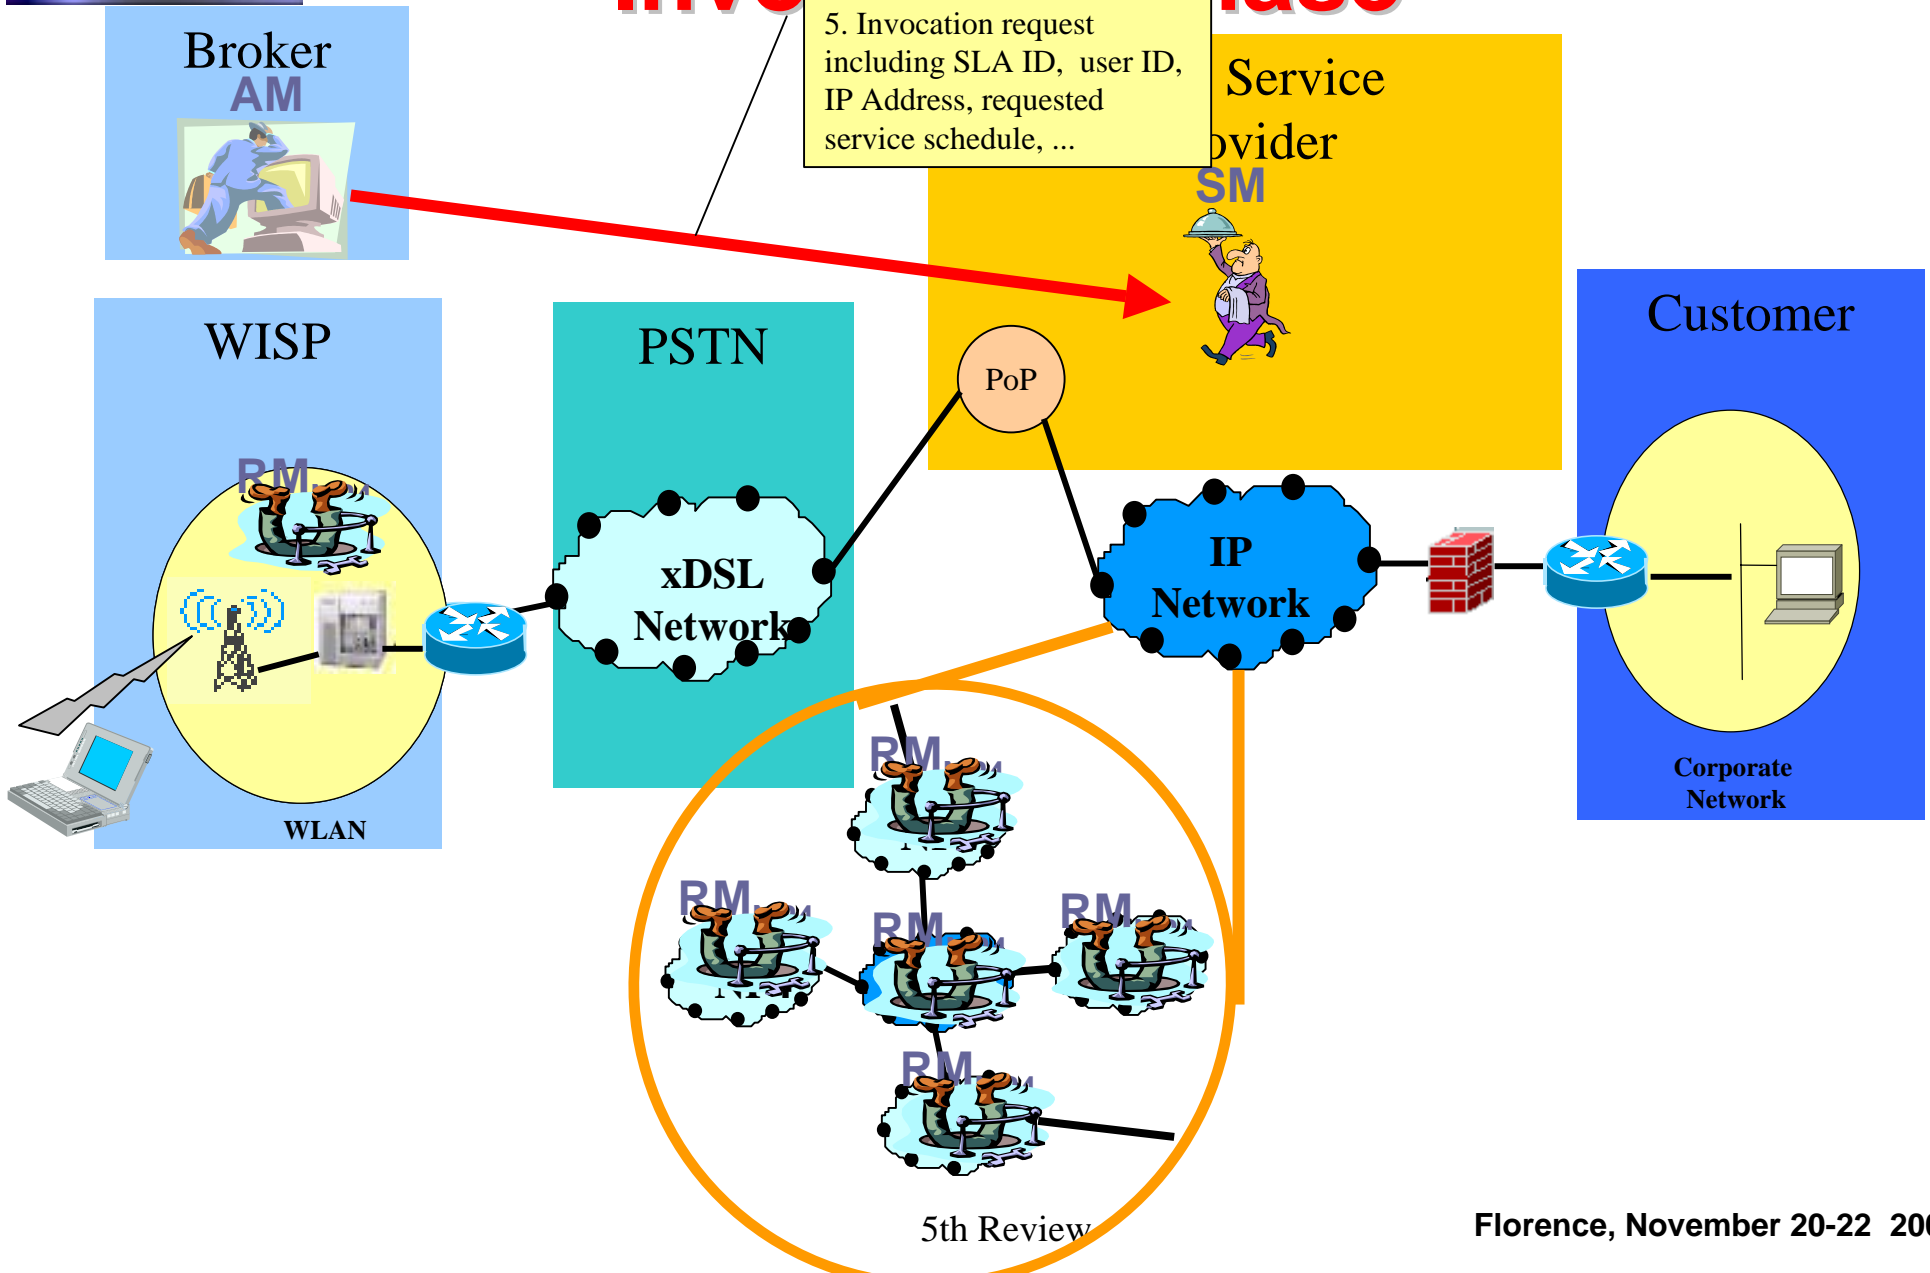 5. Invocation request
including SLA ID, user ID,
IP Address, requested
service schedule, ...
Broker
AM
Service
SM
WISP
PSTN
PoP
Customer
RM
xDSL
Network
IP
Network
WLAN
Corporate
Network
RM
RM
RM
RM
RM
5th Review
Florence, November 20-22